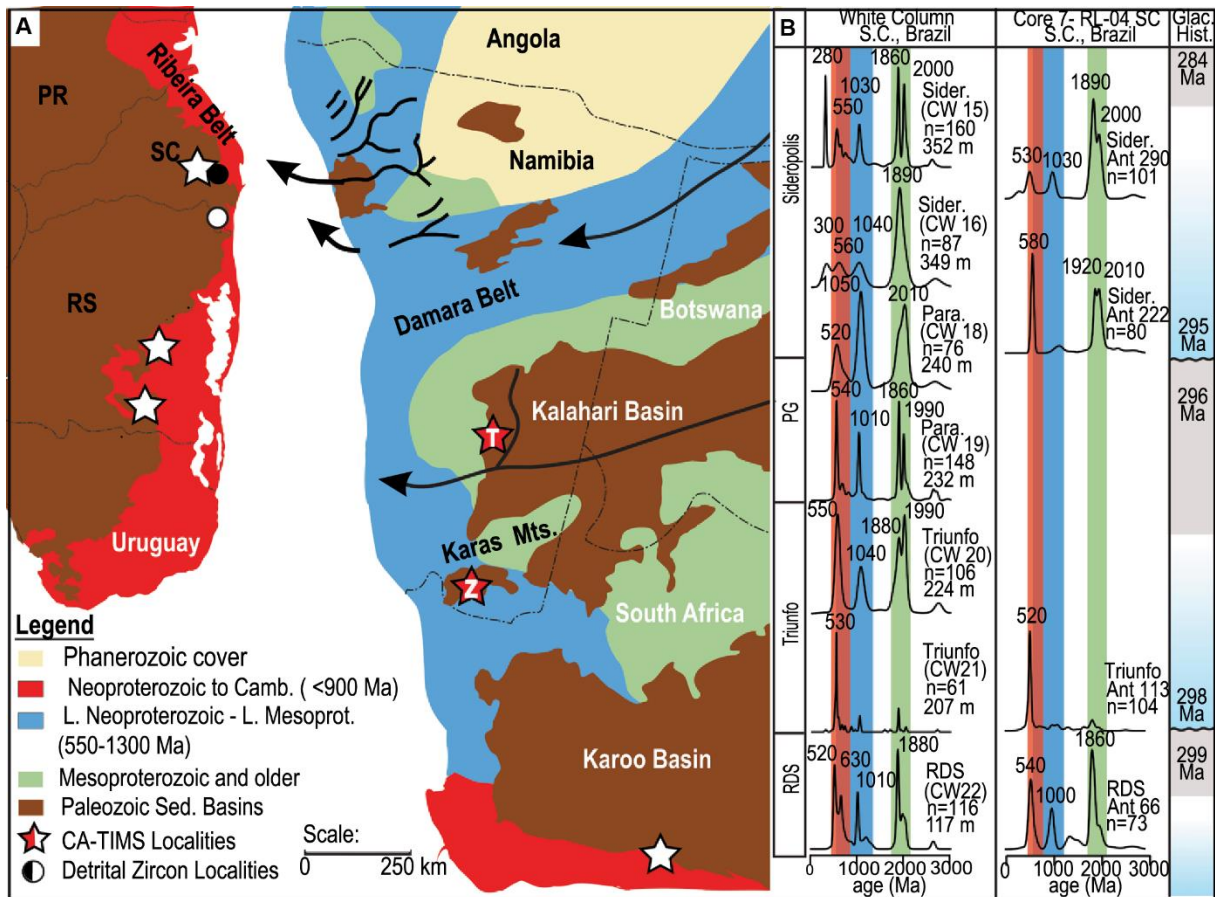 A
Angola
Ribeira Belt
PR
SC
Namibia
Damara Belt
Botswana
RS
Kalahari Basin
T
Uruguay
Karas Mts.
Z
South Africa
Karoo Basin
Legend
Phanerozoic cover
Neoproterozoic to Camb. ( <900 Ma)
L. Neoproterozoic - L. Mesoprot.
(550-1300 Ma)
Mesoproterozoic and older
Paleozoic Sed. Basins
CA-TIMS Localities
Detrital Zircon Localities
Scale:
0 250 km
B
White Column
S.C., Brazil
Core 7- RL-04 SC
S.C., Brazil
Glac.
Hist.
Siderópolis
PG
Triunfo
RDS
280 1860
1030 2000
550
Sider.
(CW 15)
n=160
352 m
1890
300 1040
560
Sider.
(CW 16)
n=87
349 m
1050 2010
520
Para.
(CW 18)
n=76
240 m
540 1860
1010 1990
Para.
(CW 19)
n=148
232 m
550 1990
1880
1040
Triunfo
(CW 20)
n=106
224 m
530
Triunfo
(CW21)
n=61
207 m
520 630 1880
1010
RDS
(CW22)
n=116
117 m
0 1000 2000 3000
age (Ma)
1890
2000
530 1030
Sider.
Ant 290
n=101
580
1920 2010
Sider.
Ant 222
n=80
520
Triunfo
Ant 113
n=104
540 1860
1000
RDS
Ant 66
n=73
0 1000 2000 3000
age (Ma)
284
Ma
295
Ma
296
Ma
298
Ma
299
Ma